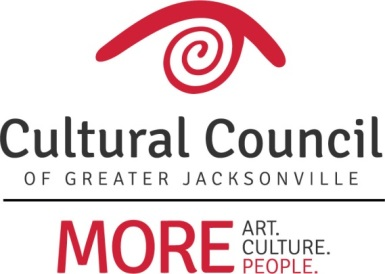 Cultural Council
OF GREATER JACKSONVILLE
MORE
ART.
CULTURE.
PEOPLE.